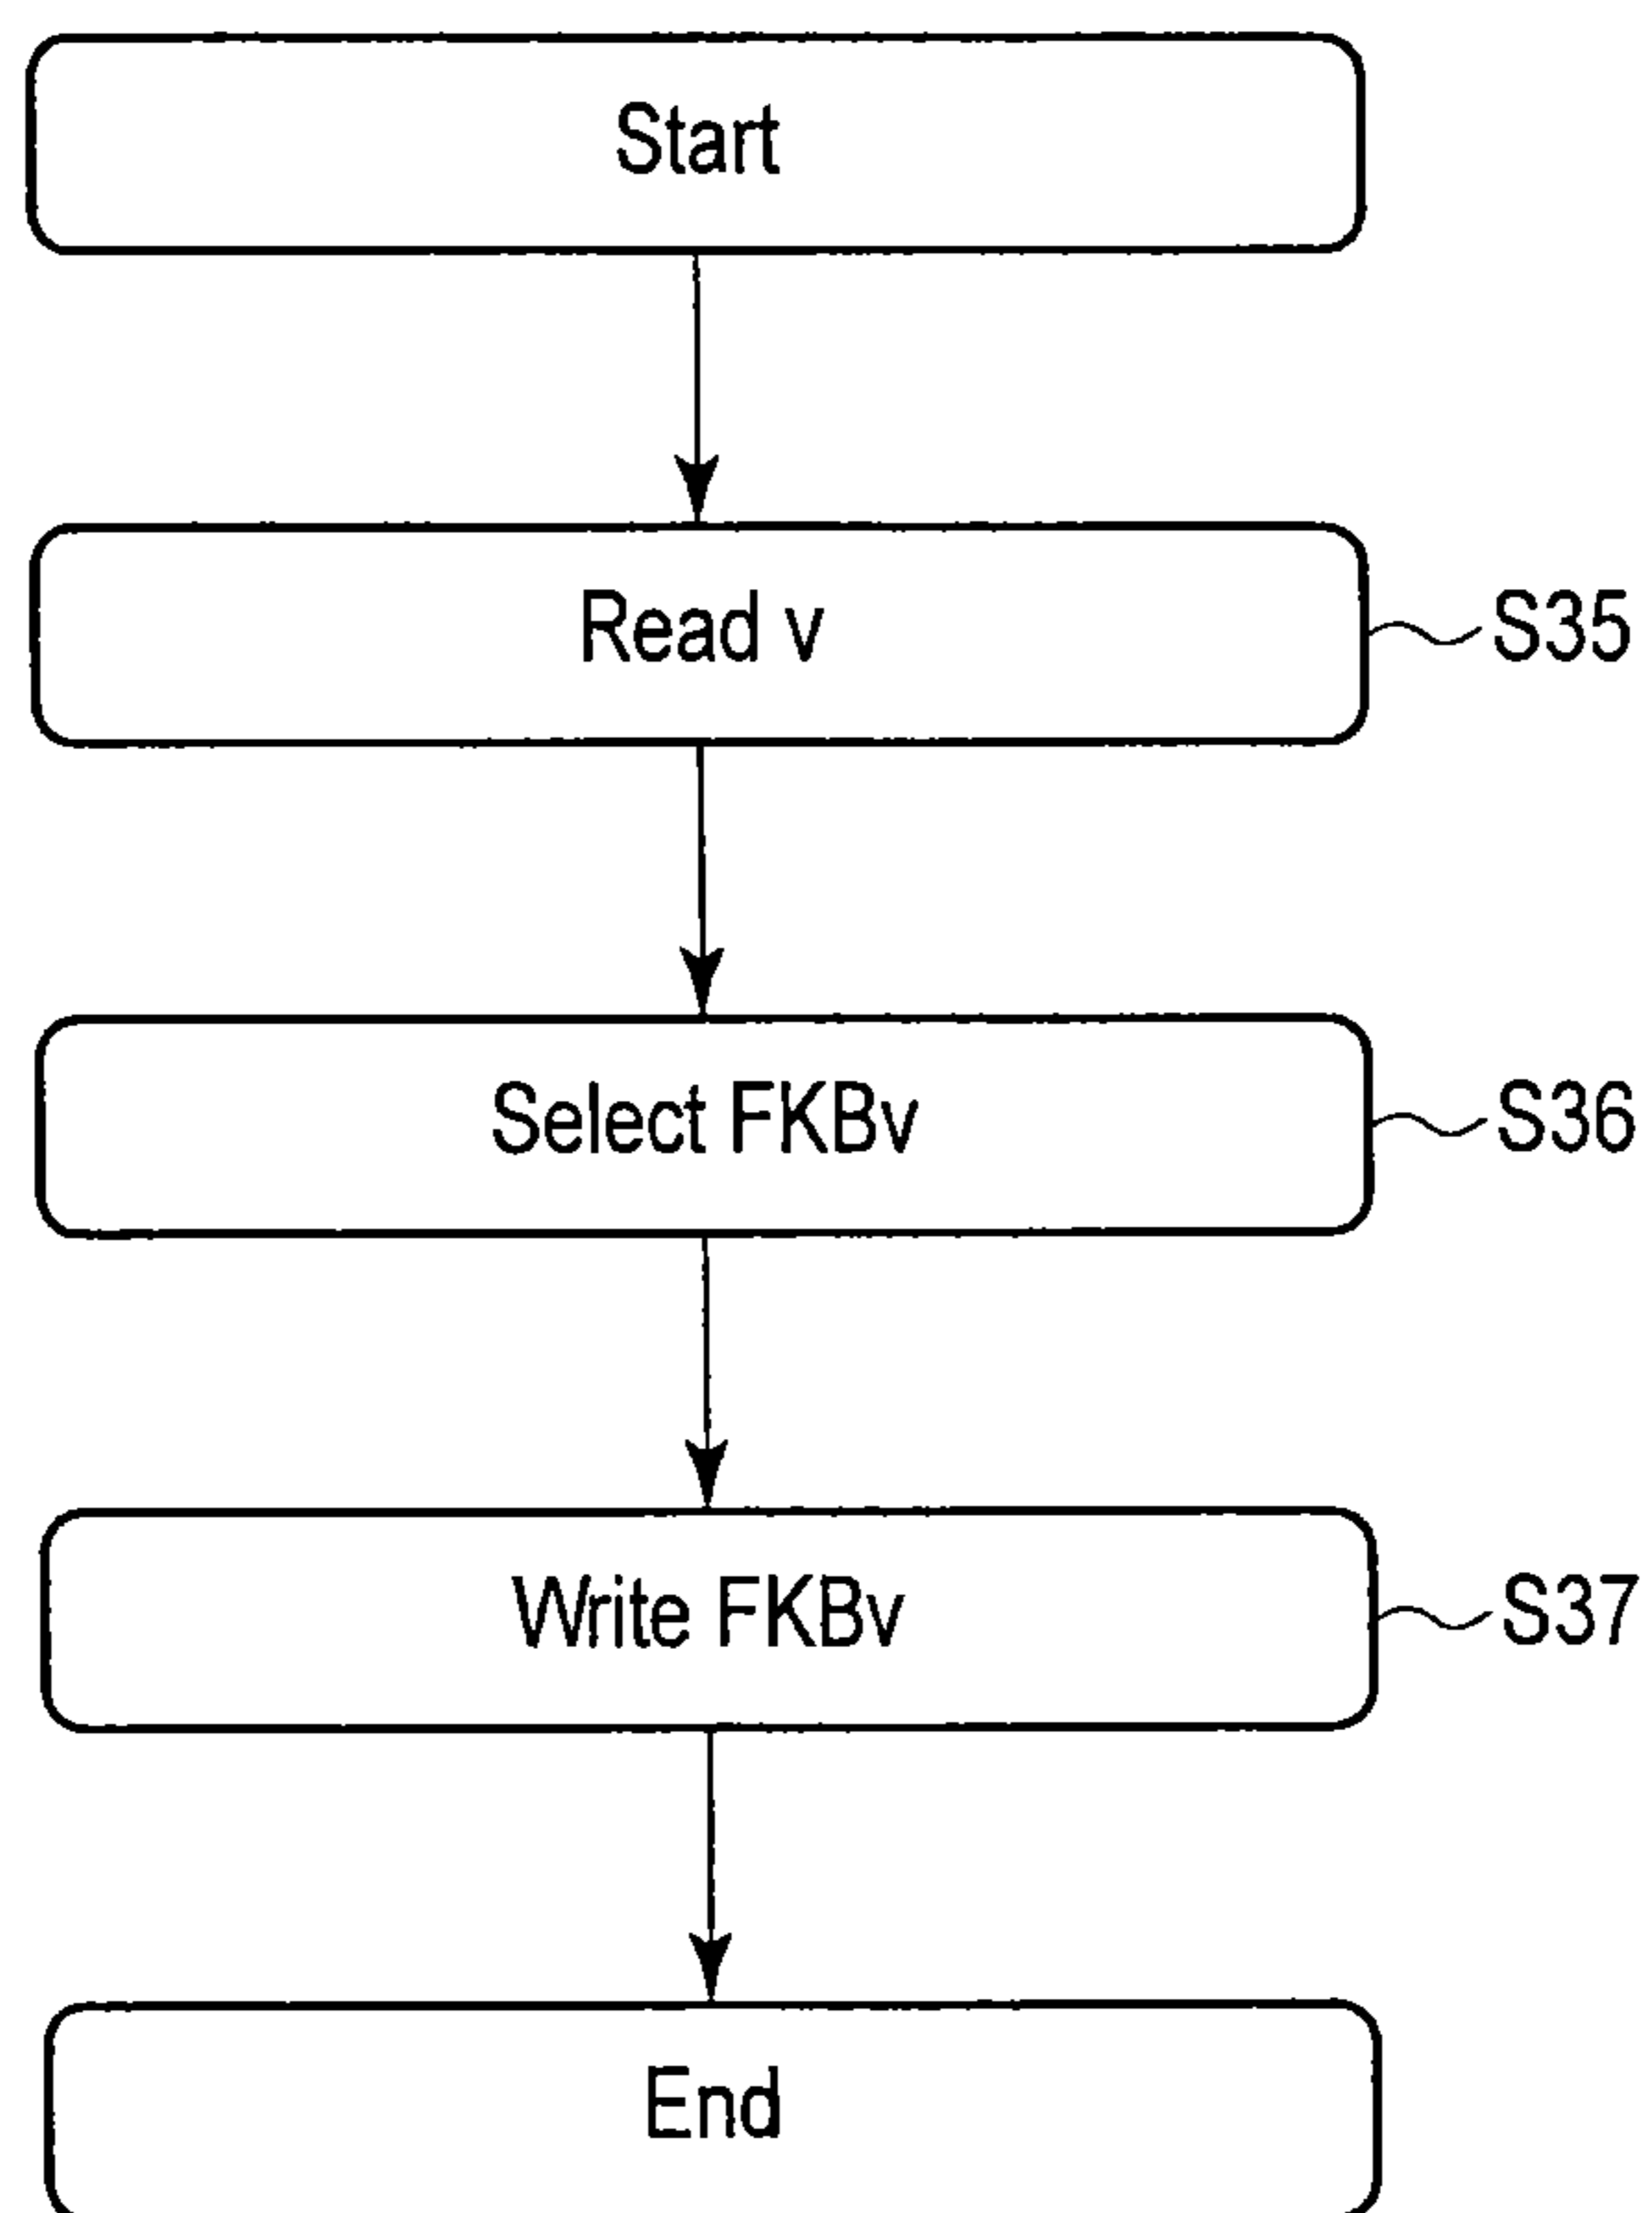 Start
Read v
S35
Select FKBv
S36
Write FKBv
S37
End